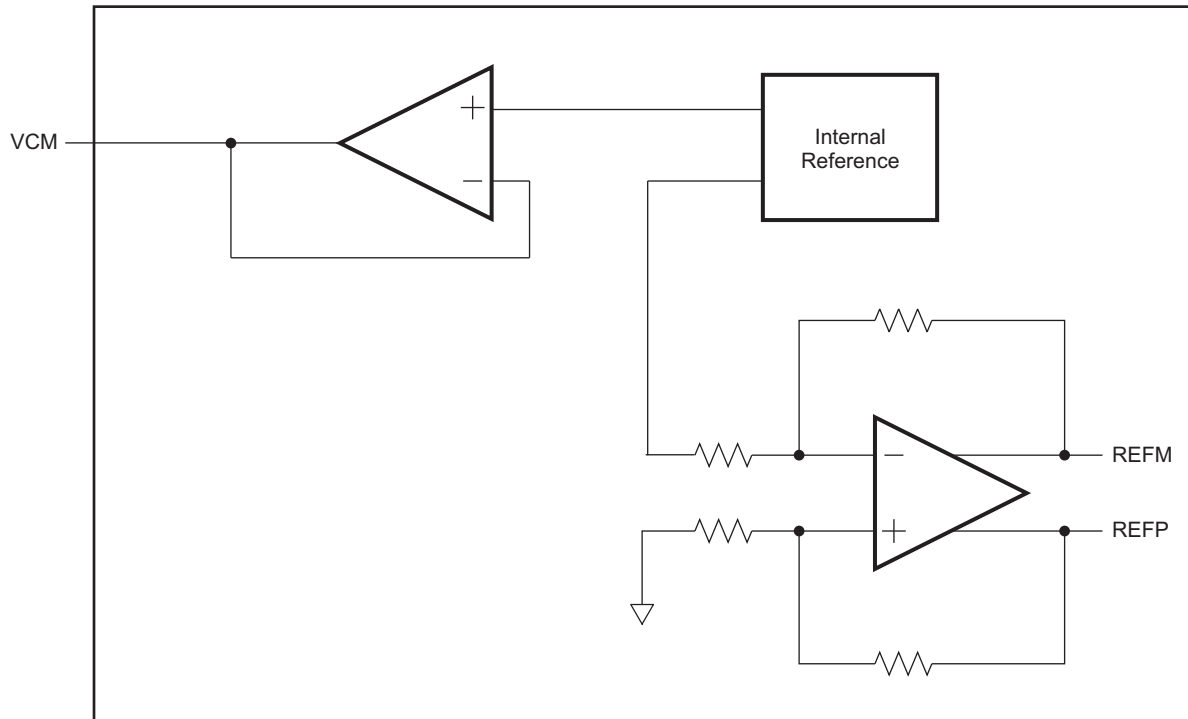 VCM
+
−
Internal
Reference
−
+
REFM
REFP